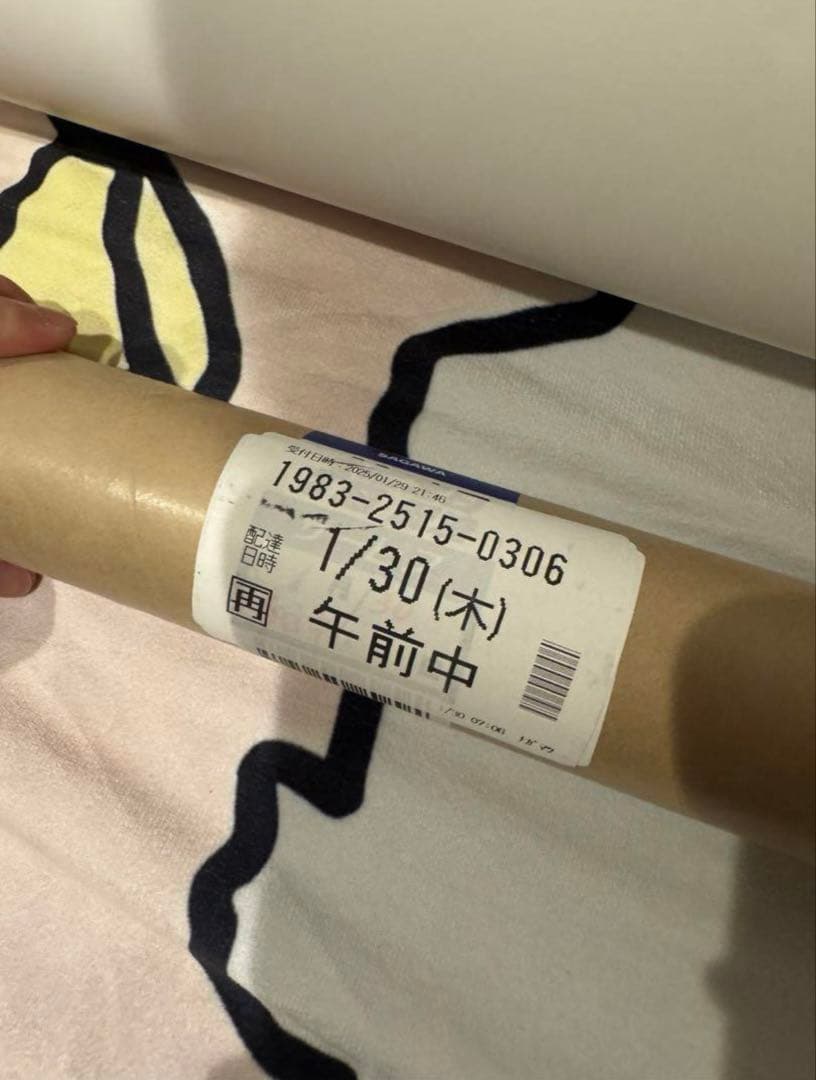 SAGAWA
受付日時：2025/01/29 21:46
1983-2515-0306
配達
日時
1/30(木)
再
午前中
/30 07:06